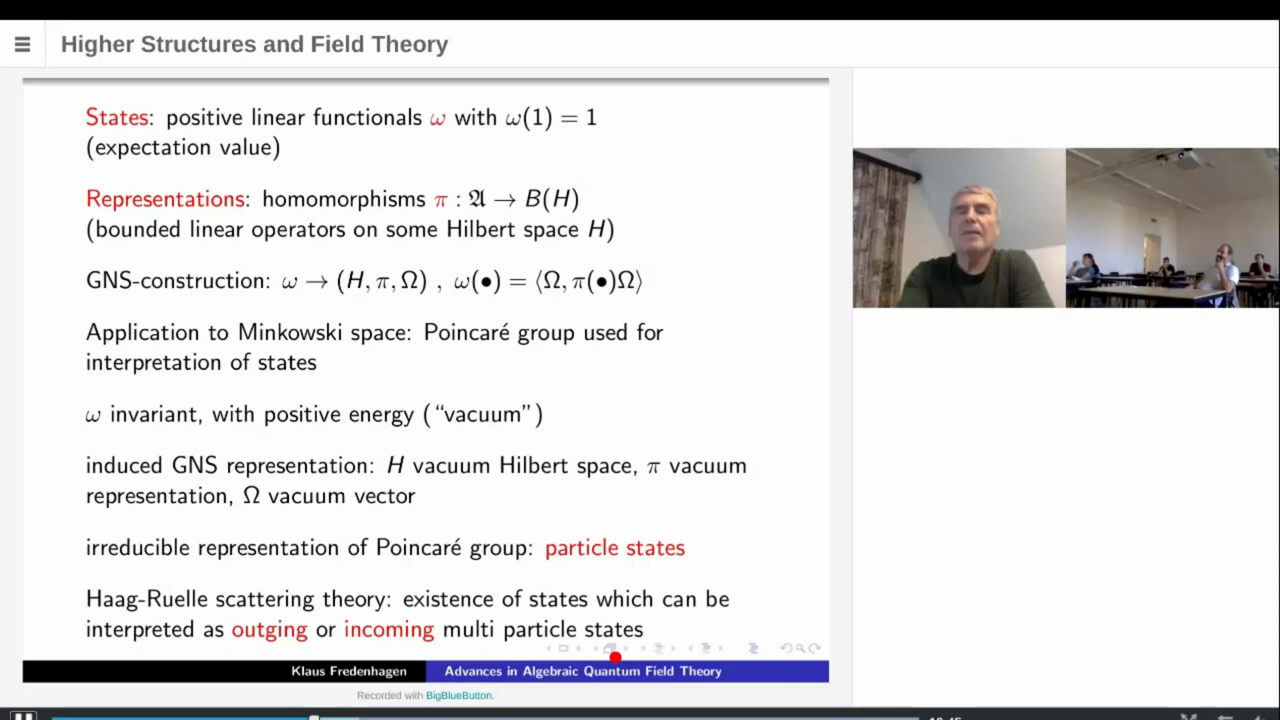 Higher Structures and Field Theory
States: positive linear functionals ω with ω(1) = 1
(expectation value)
Representations: homomorphisms π : 𝔄 → B(H)
(bounded linear operators on some Hilbert space H)
GNS-construction: ω → (H, π, Ω) , ω(•) = ⟨Ω, π(•)Ω⟩
Application to Minkowski space: Poincaré group used for
interpretation of states
ω invariant, with positive energy (“vacuum”)
induced GNS representation: H vacuum Hilbert space, π vacuum
representation, Ω vacuum vector
irreducible representation of Poincaré group: particle states
Haag-Ruelle scattering theory: existence of states which can be
interpreted as outging or incoming multi particle states
Klaus Fredenhagen Advances in Algebraic Quantum Field Theory
Recorded with BigBlueButton.